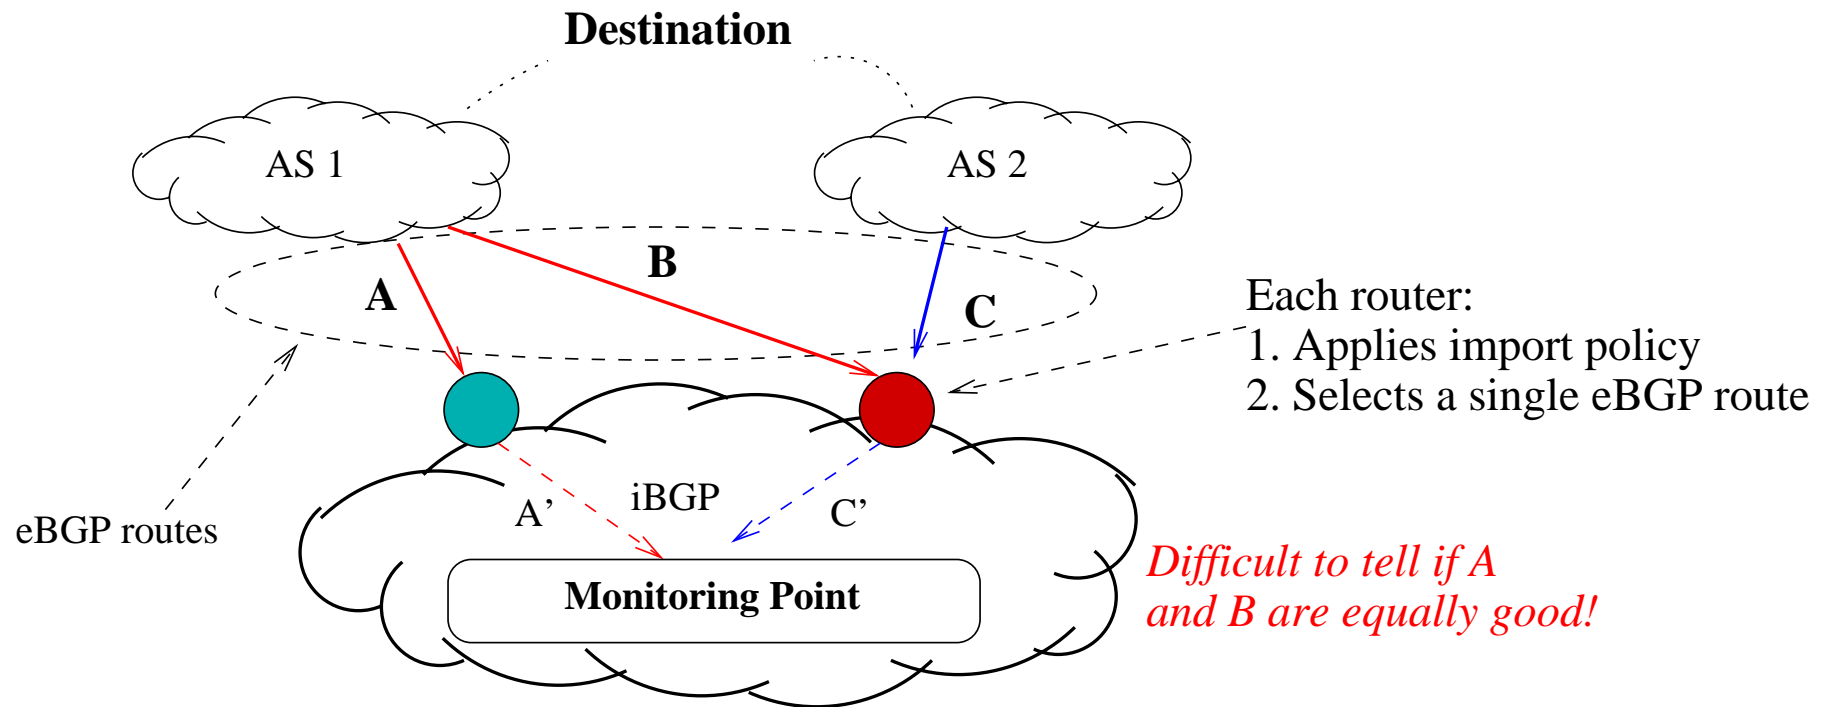 Destination
AS 1
AS 2
B
A
C
Each router:
1. Applies import policy
2. Selects a single eBGP route
iBGP
A’
C’
eBGP routes
Difficult to tell if A
and B are equally good!
Monitoring Point